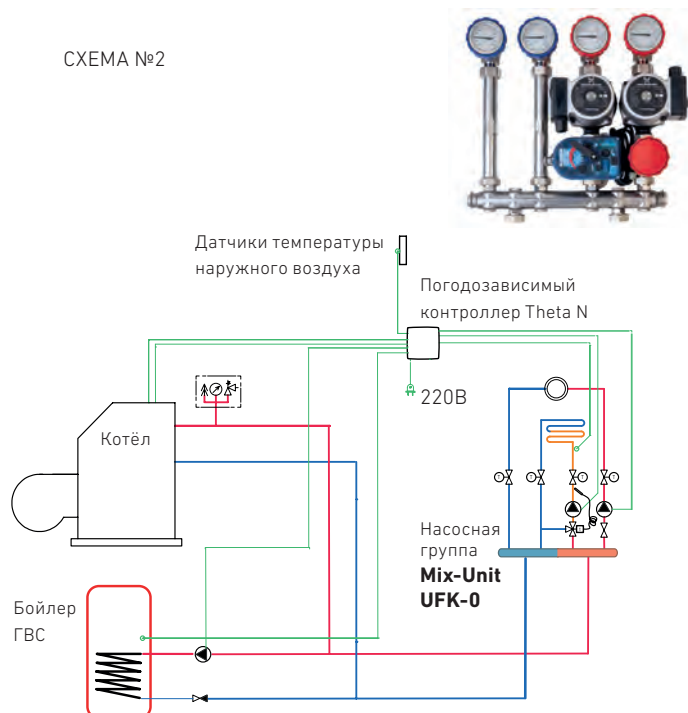 СХЕМА №2
Датчики температуры
наружного воздуха
Погодозависимый
контроллер Theta N
220В
Котёл
Насосная
группа
Mix-Unit
UFK-0
Бойлер
ГВС